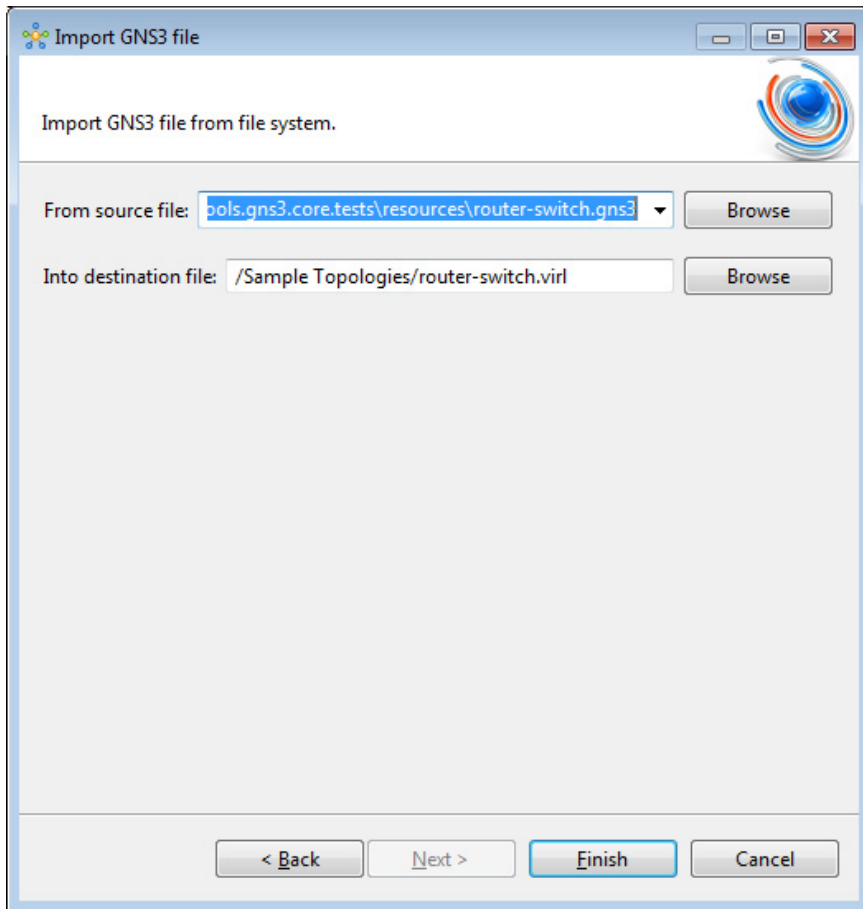 Import GNS3 file
Import GNS3 file from file system.
From source file: ools.gns3.core.tests\resources\router-switch.gns3 Browse
Into destination file: /Sample Topologies/router-switch.virl Browse
< Back Next > Finish Cancel